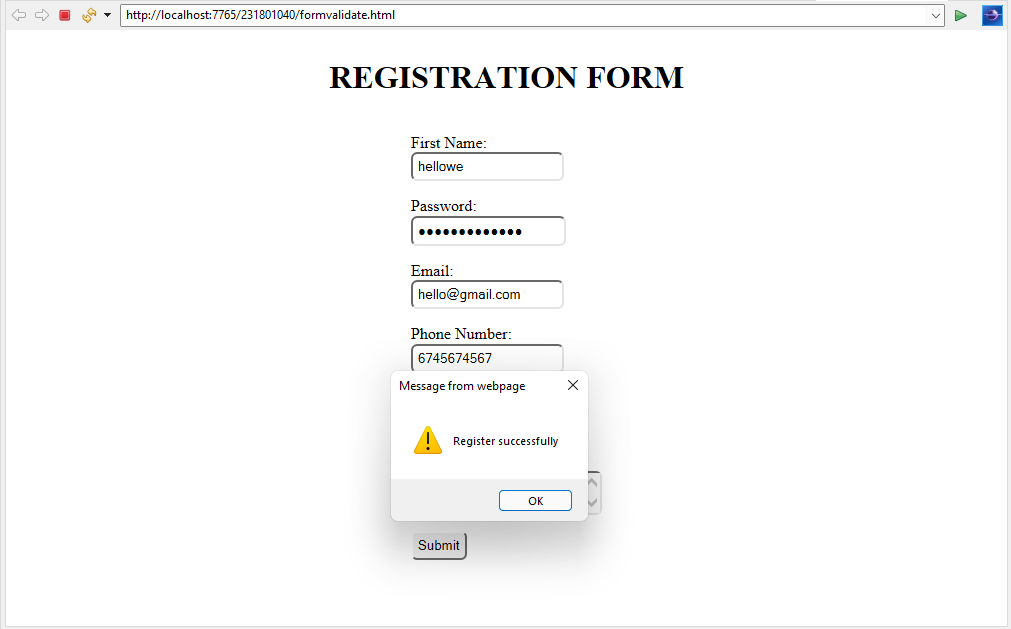 http://localhost:7765/231801040/formvalidate.html
REGISTRATION FORM
First Name:
hellowe
Password:
•••••••••••••
Email:
hello@gmail.com
Phone Number:
6745674567
Message from webpage
Register successfully
OK
Submit